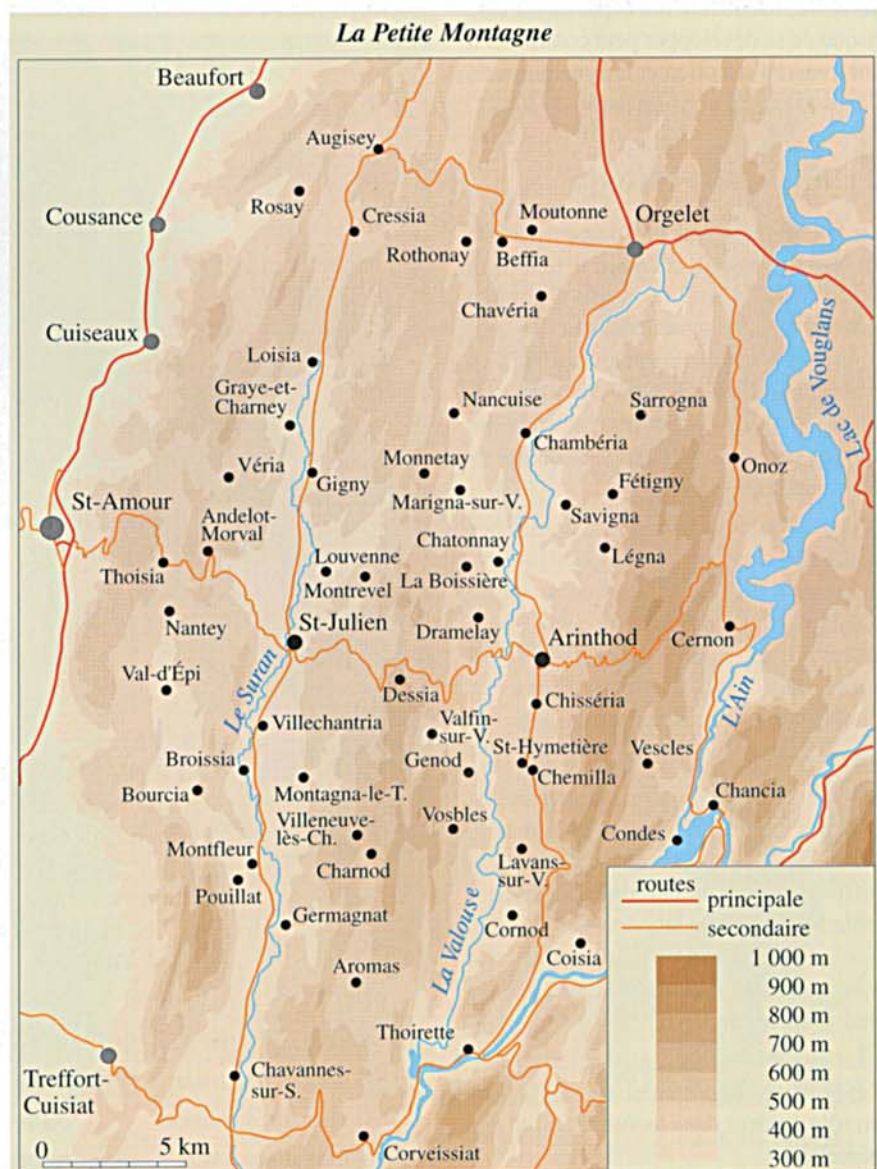 La Petite Montagne
Beaufort
Augisey
Rosay
Cousance
Cressia
Moutonne
Orgelet
Rothonay
Beffia
Chavéria
Cuiseaux
Loisia
Graye-et-
Charney
Nancuise
Sarrogna
Lac de Vouglans
Chambéria
Véria
Gigny
Monnetay
Onoz
Marigna-sur-V.
Fétigny
Savigna
St-Amour
Andelot-
Morval
Thoisia
Louvenne
Montrevel
Chatonnay
La Boissière
Légna
Nantey
St-Julien
Dramelay
Arinthod
Cernon
Val-d'Épi
Le Suran
Dessia
Chisséria
L'Ain
Villechantria
Valfin-
sur-V.
Broissia
Genod
St-Hymetière
Chemilla
Vescles
Bourcia
Montagna-le-T.
Chancia
Villeneuve-
lès-Ch.
Vosbles
Condes
Montfleur
Charnod
Lavans-
sur-V.
Pouillat
La Valouse
Germagnat
Cornod
Coisia
Aromas
Thoirette
Treffort-
Cuisiat
Chavannes-
sur-S.
Corveissiat
0 5 km
routes
principale
secondaire
1 000 m
900 m
800 m
700 m
600 m
500 m
400 m
300 m